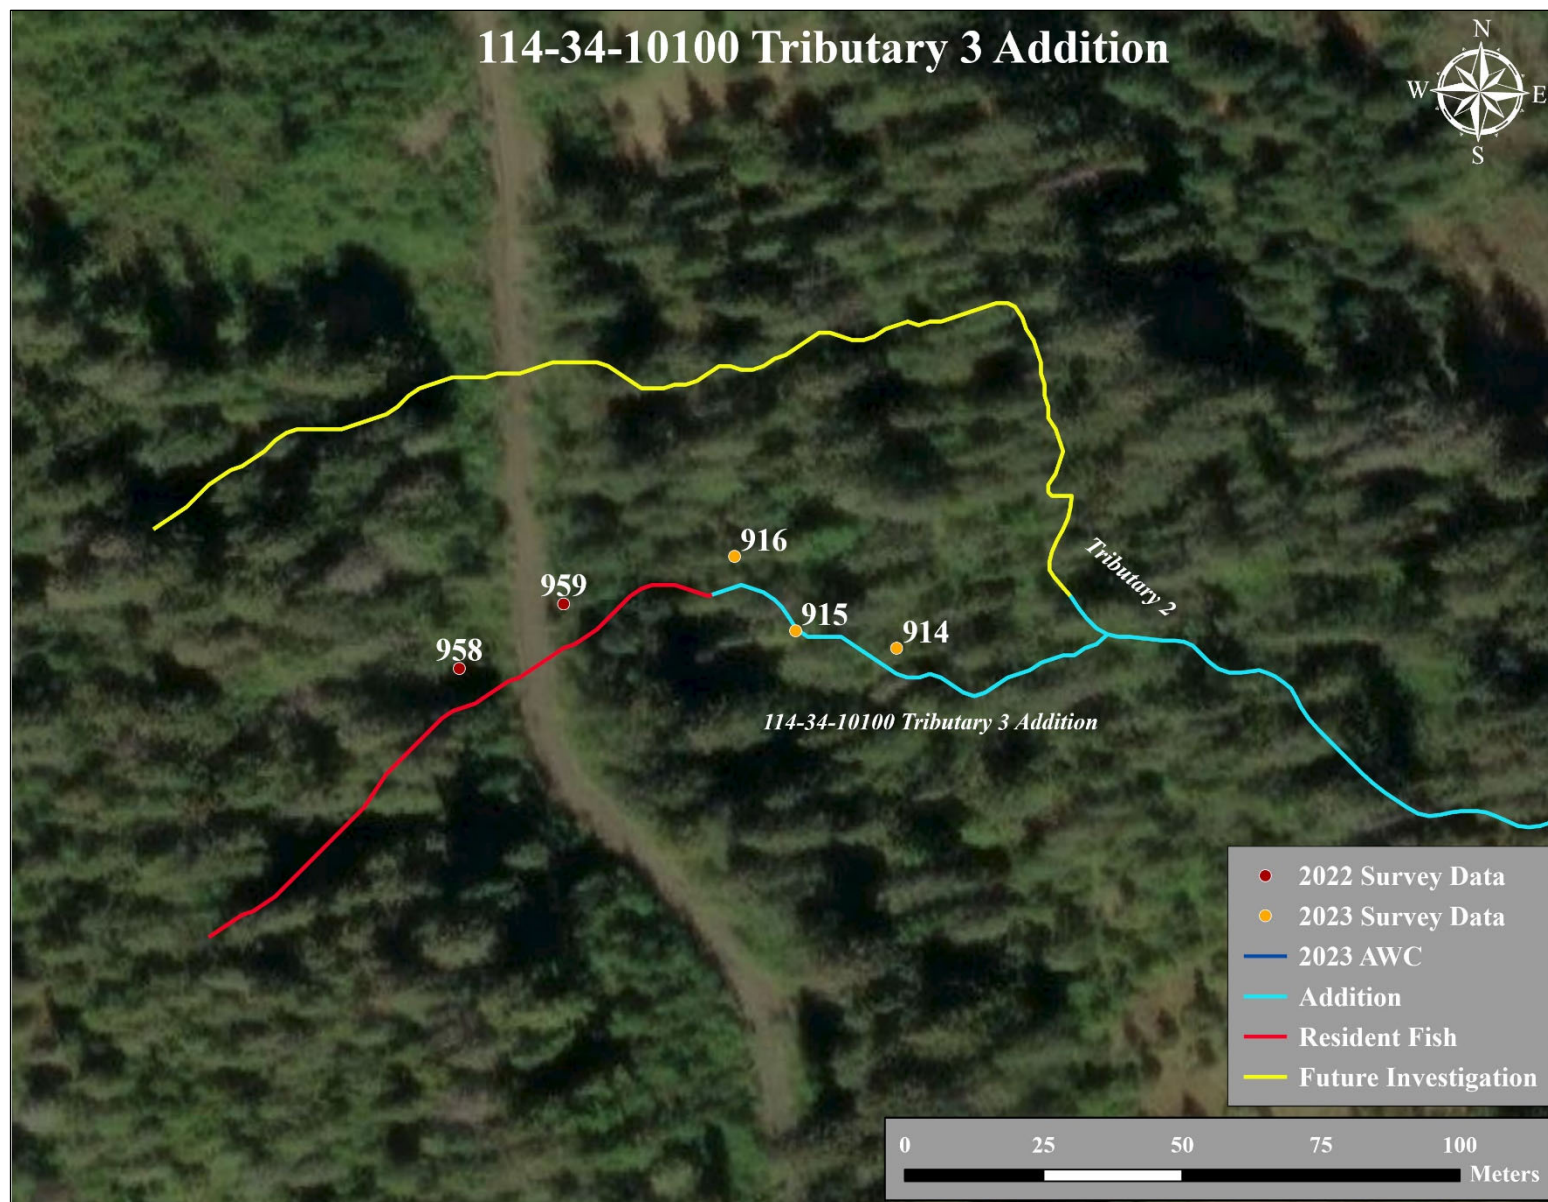 114-34-10100 Tributary 3 Addition
N
W E
S
916
959
915
914
958
Tributary 2
114-34-10100 Tributary 3 Addition
2022 Survey Data
2023 Survey Data
2023 AWC
Addition
Resident Fish
Future Investigation
0 25 50 75 100
Meters